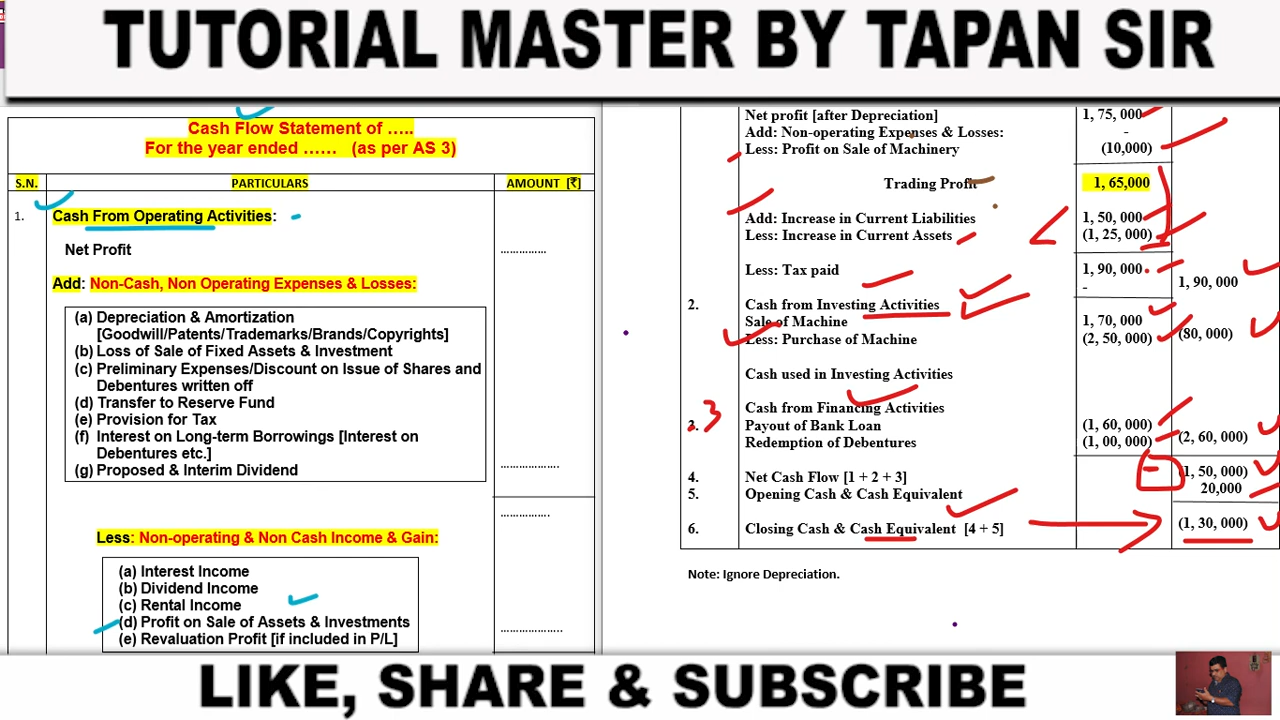 TUTORIAL MASTER BY TAPAN SIR
Cash Flow Statement of …..
For the year ended …… (as per AS 3)
S.N. PARTICULARS AMOUNT [₹]
1. Cash From Operating Activities:
Net Profit ……………
Add: Non-Cash, Non Operating Expenses & Losses:
(a) Depreciation & Amortization
[Goodwill/Patents/Trademarks/Brands/Copyrights]
(b) Loss of Sale of Fixed Assets & Investment
(c) Preliminary Expenses/Discount on Issue of Shares and
Debentures written off
(d) Transfer to Reserve Fund
(e) Provision for Tax
(f) Interest on Long-term Borrowings [Interest on
Debentures etc.]
(g) Proposed & Interim Dividend ……………….
…………….
Less: Non-operating & Non Cash Income & Gain:
(a) Interest Income
(b) Dividend Income
(c) Rental Income
(d) Profit on Sale of Assets & Investments
(e) Revaluation Profit [if included in P/L] ………………..
Net profit [after Depreciation] 1, 75, 000
Add: Non-operating Expenses & Losses: -
Less: Profit on Sale of Machinery (10,000)
Trading Profit 1, 65,000
Add: Increase in Current Liabilities 1, 50, 000
Less: Increase in Current Assets (1, 25, 000)
1, 90, 000
Less: Tax paid - 1, 90, 000
2. Cash from Investing Activities
Sale of Machine 1, 70, 000
Less: Purchase of Machine (2, 50, 000) (80, 000)
Cash used in Investing Activities
3
Cash from Financing Activities
3. Payout of Bank Loan (1, 60, 000)
Redemption of Debentures (1, 00, 000) (2, 60, 000)
4. Net Cash Flow [1 + 2 + 3] - (1, 50, 000)
5. Opening Cash & Cash Equivalent 20,000
6. Closing Cash & Cash Equivalent [4 + 5] (1, 30, 000)
Note: Ignore Depreciation.
LIKE, SHARE & SUBSCRIBE